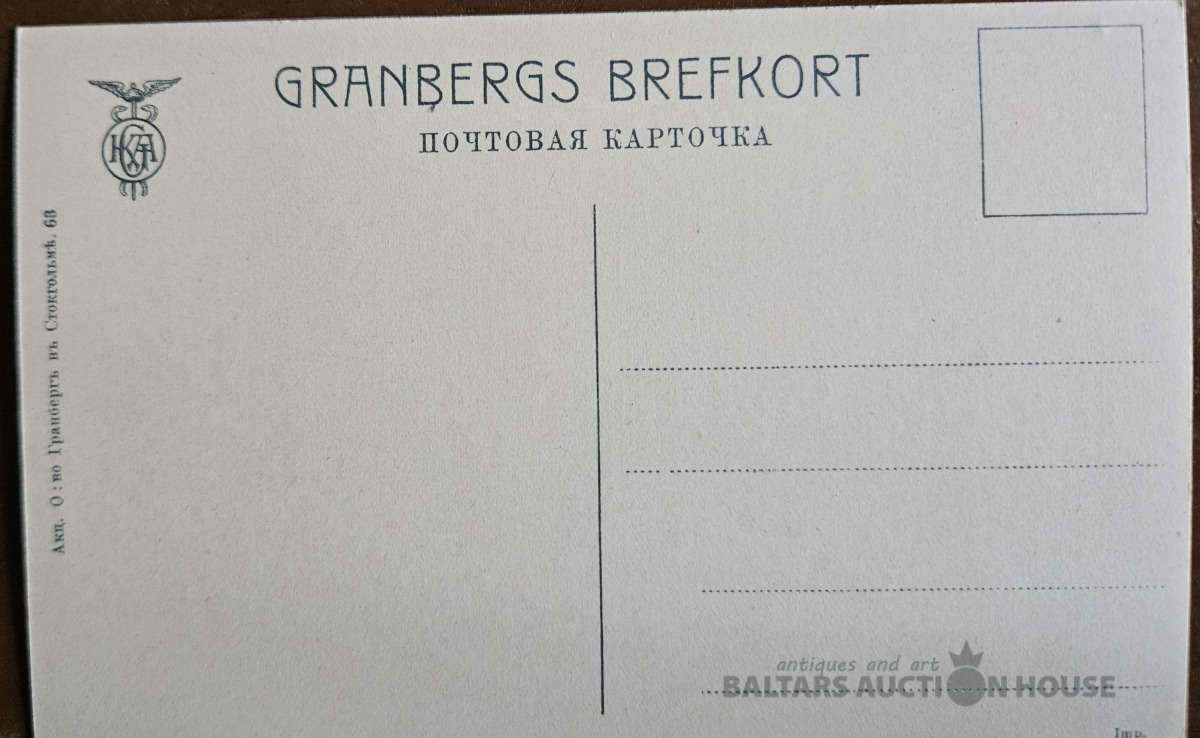 GRANBERGS BREFKORT
ПОЧТОВАЯ КАРТОЧКА
Акц. О:во Гранбергъ въ Стокгольмѣ. 63
antiques and art
BALTARS AUCTION HOUSE
Imp.